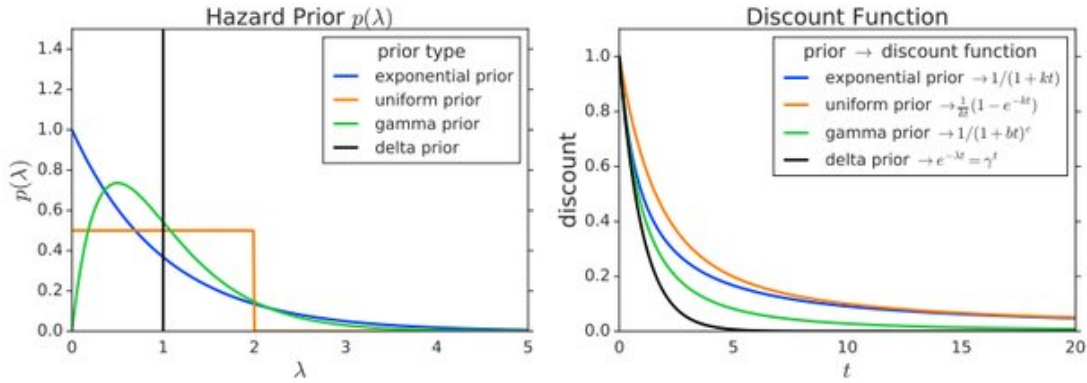 Hazard Prior p(λ)
p(λ)
1.4
1.2
1.0
0.8
0.6
0.4
0.2
0.0
prior type
exponential prior
uniform prior
gamma prior
delta prior
0 1 2 3 4 5
λ
Discount Function
discount
1.0
0.8
0.6
0.4
0.2
0.0
prior → discount function
exponential prior → 1/(1 + kt)
uniform prior → 1/kt (1 − e^{−kt})
gamma prior → 1/(1 + bt)^c
delta prior → e^{−λt} = γ^t
0 5 10 15 20
t